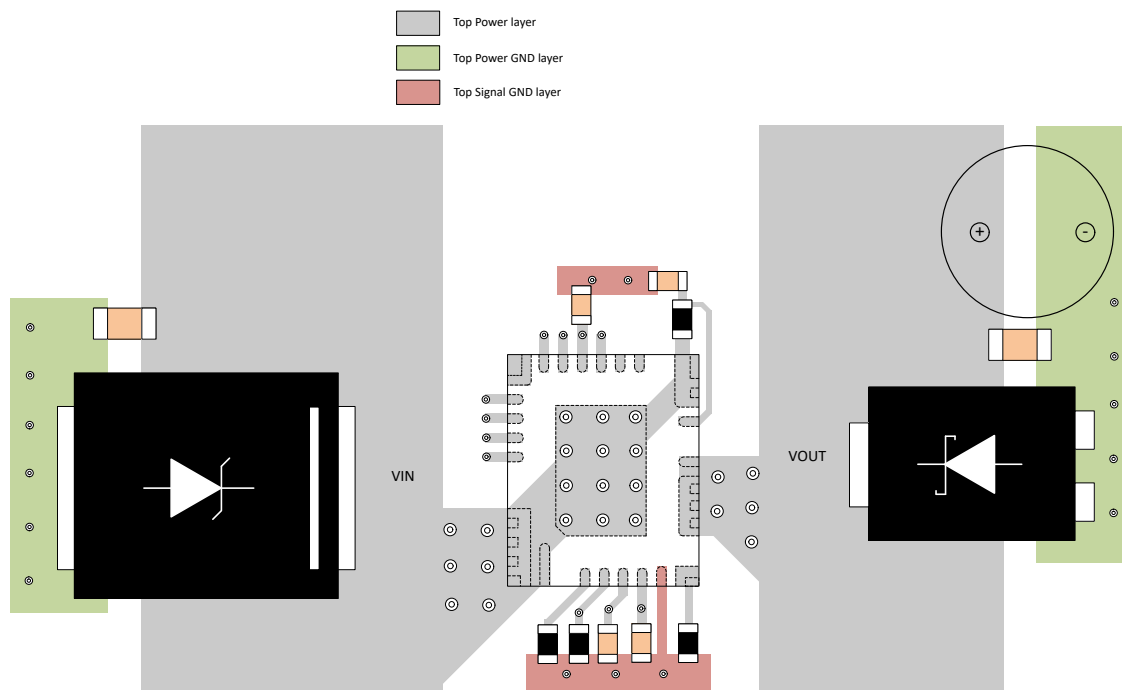 Top Power layer
Top Power GND layer
Top Signal GND layer
+
-
VIN
VOUT